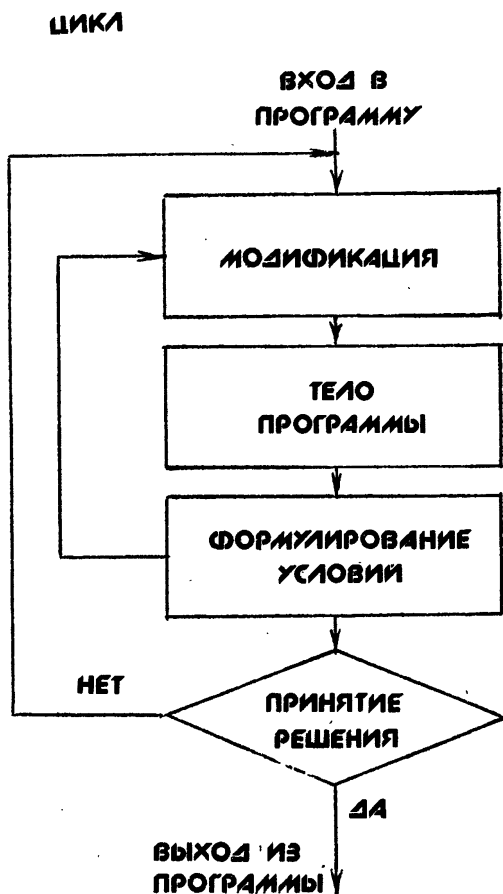 ЦИКЛ
ВХОД В
ПРОГРАММУ
МОДИФИКАЦИЯ
ТЕЛО
ПРОГРАММЫ
ФОРМУЛИРОВАНИЕ
УСЛОВИЙ
НЕТ
ПРИНЯТИЕ
РЕШЕНИЯ
ДА
ВЫХОД ИЗ
ПРОГРАММЫ